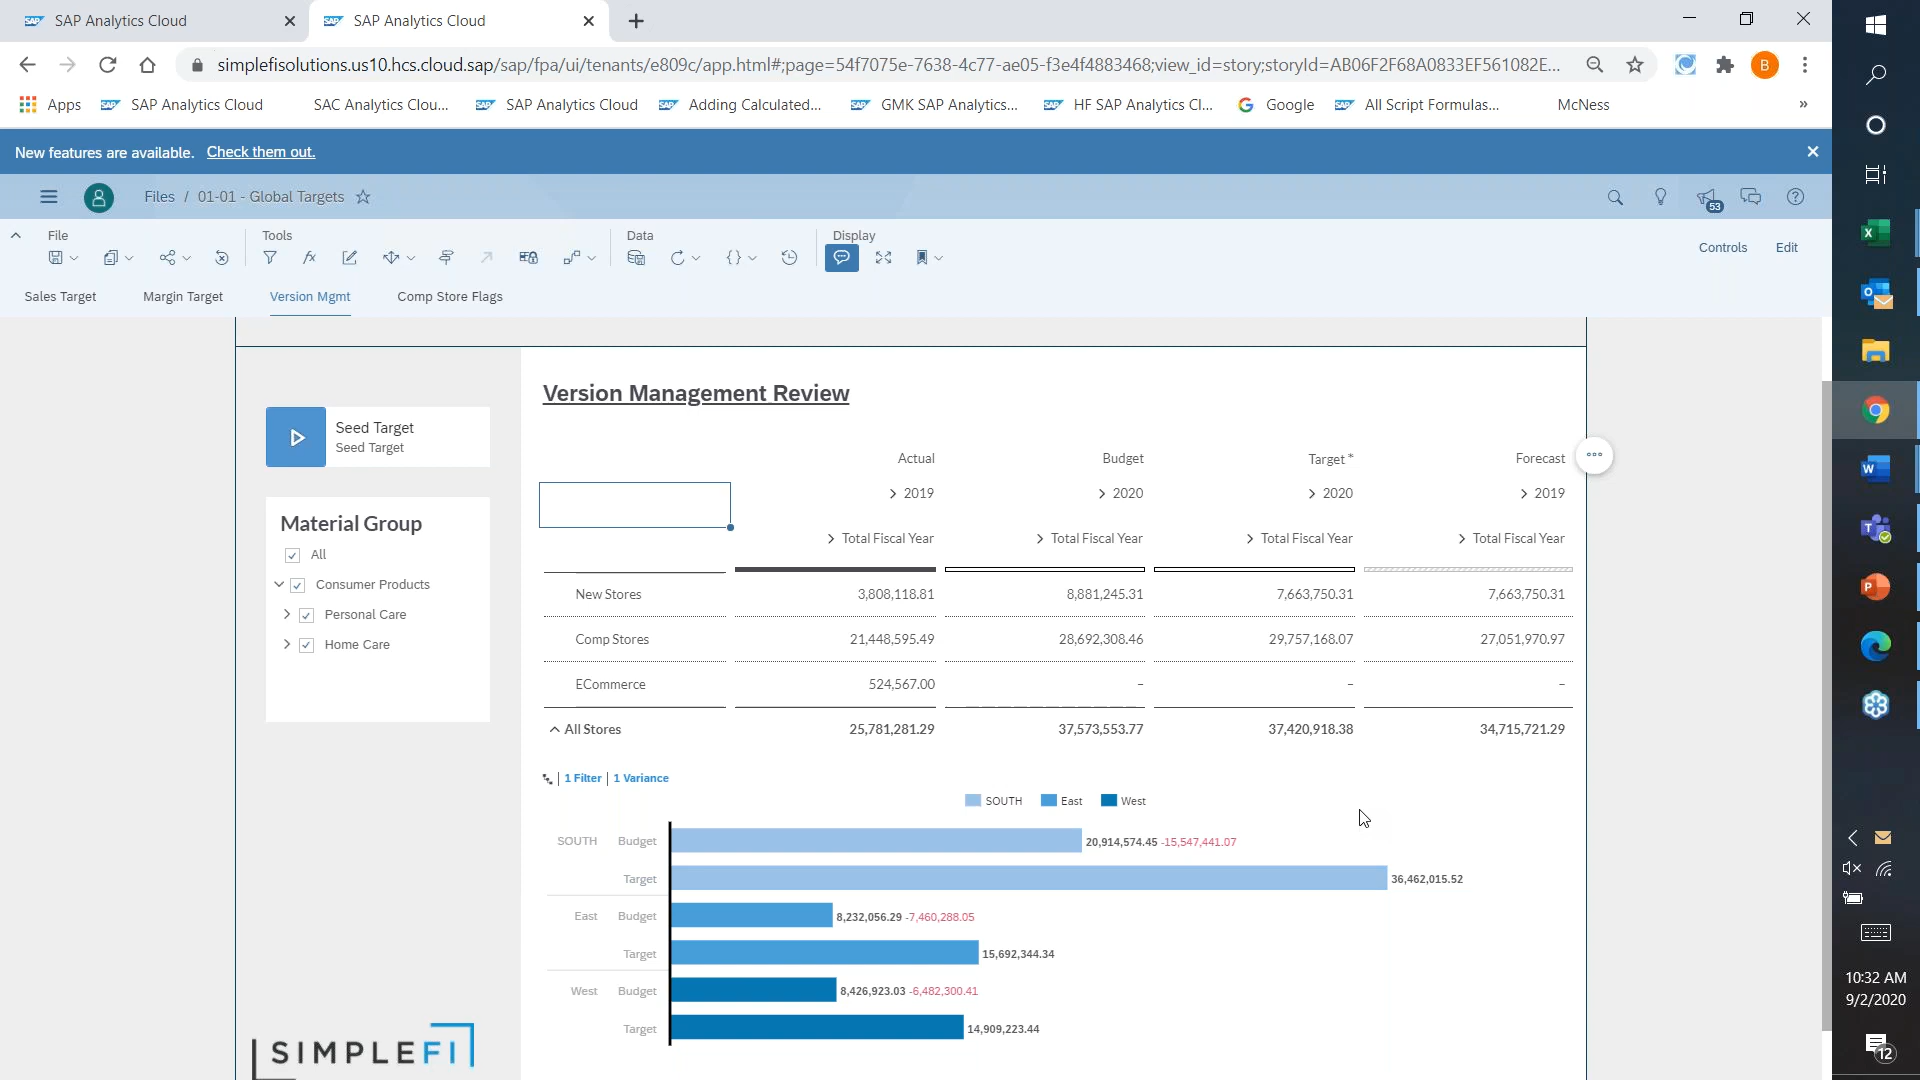 SAP Analytics Cloud
SAP Analytics Cloud
simplefisolutions.us10.hcs.cloud.sap/sap/fpa/ui/tenants/e809c/app.html#;page=54f7075e-7638-4c77-ae05-f3e4f4883468;view_id=story;storyId=AB06F2F68A0833EF561082E...
B
Apps SAP Analytics Cloud SAC Analytics Clou... SAP Analytics Cloud Adding Calculated... GMK SAP Analytics... HF SAP Analytics Cl... Google All Script Formulas... McNess »
New features are available. Check them out.
Files / 01-01 - Global Targets
53
File Tools Data Display
Controls Edit
Sales Target Margin Target Version Mgmt Comp Store Flags
Version Management Review
Seed Target
Seed Target
Material Group
All
Consumer Products
Personal Care
Home Care
Actual Budget Target* Forecast
2019 2020 2020 2019
Total Fiscal Year Total Fiscal Year Total Fiscal Year Total Fiscal Year
New Stores 3,808,118.81 8,881,245.31 7,663,750.31 7,663,750.31
Comp Stores 21,448,595.49 28,692,308.46 29,757,168.07 27,051,970.97
ECommerce 524,567.00 – – –
All Stores 25,781,281.29 37,573,553.77 37,420,918.38 34,715,721.29
1 Filter | 1 Variance
SOUTH East West
SOUTH Budget 20,914,574.45 -15,547,441.07
Target 36,462,015.52
East Budget 8,232,056.29 -7,460,288.05
Target 15,692,344.34
West Budget 8,426,923.03 -6,482,300.41
Target 14,909,223.44
SIMPLEFI
10:32 AM
9/2/2020
12